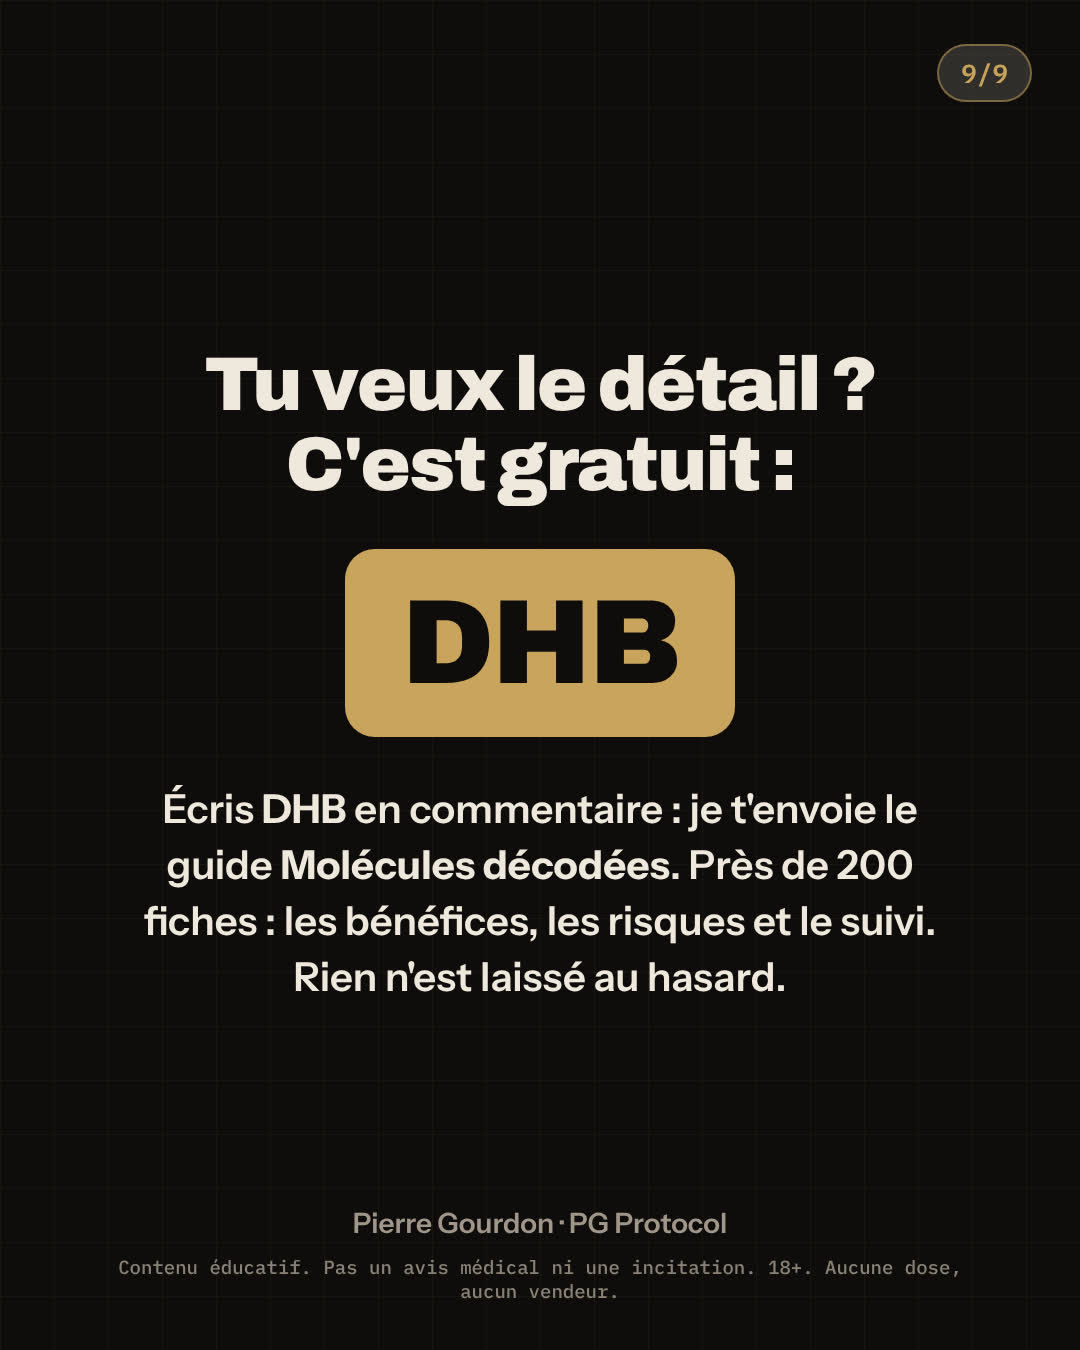 9/9
Tu veux le détail ?
C'est gratuit :
DHB
Écris DHB en commentaire : je t'envoie le
guide Molécules décodées. Près de 200
fiches : les bénéfices, les risques et le suivi.
Rien n'est laissé au hasard.
Pierre Gourdon · PG Protocol
Contenu éducatif. Pas un avis médical ni une incitation. 18+. Aucune dose,
aucun vendeur.